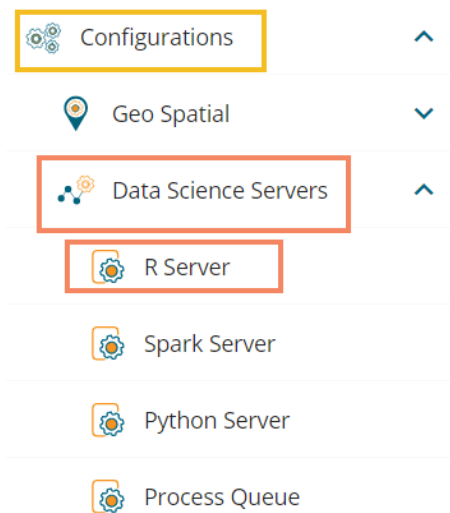 Configurations
Geo Spatial
Data Science Servers
R Server
Spark Server
Python Server
Process Queue